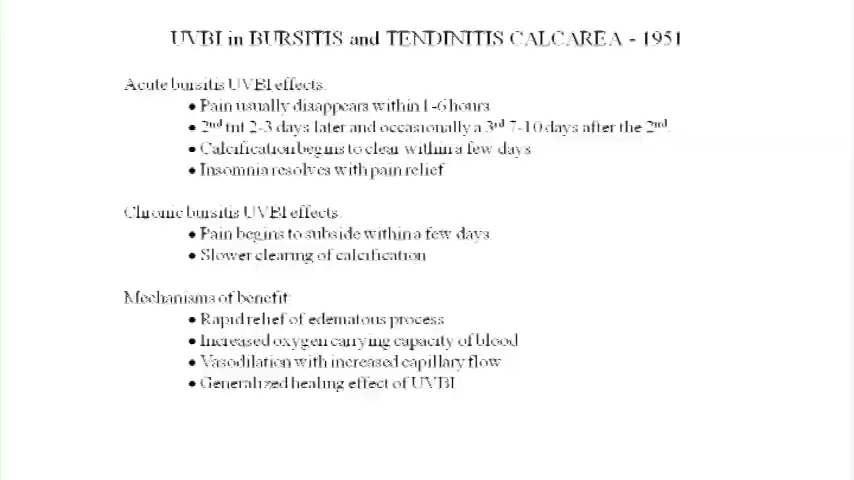 UVBI in BURSITIS and TENDINITIS CALCAREA - 1951
Acute bursitis UVBI effects:
• Pain usually disappears within 1-6 hours
• 2nd tnt 2-3 days later and occasionally a 3rd 7-10 days after the 2nd.
• Calcification begins to clear within a few days
• Insomnia resolves with pain relief
Chronic bursitis UVBI effects:
• Pain begins to subside within a few days
• Slower clearing of calcification
Mechanisms of benefit:
• Rapid relief of edematous process
• Increased oxygen carrying capacity of blood
• Vasodilation with increased capillary flow
• Generalized healing effect of UVBI